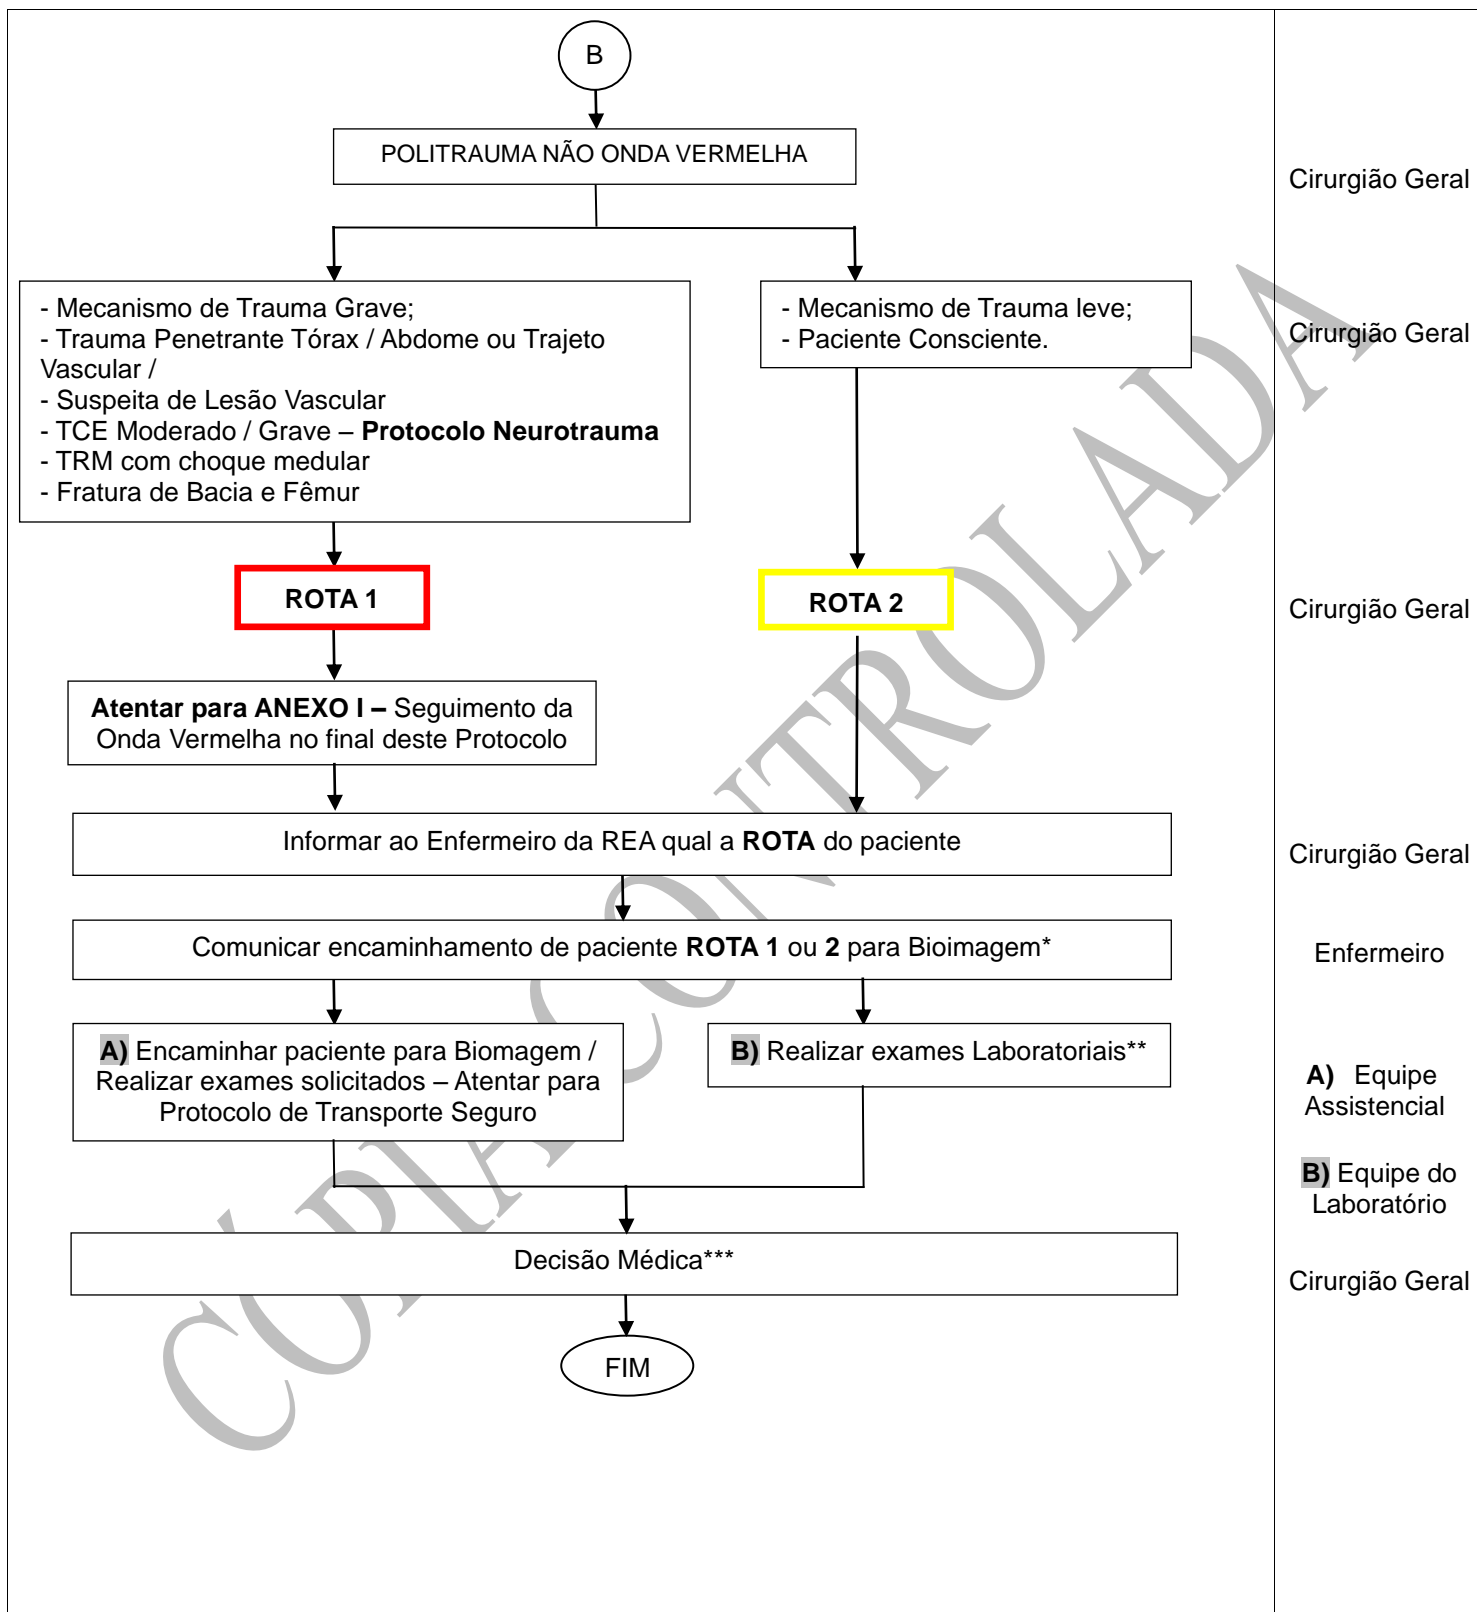 B
POLITRAUMA NÃO ONDA VERMELHA
Cirurgião Geral
- Mecanismo de Trauma Grave;
- Trauma Penetrante Tórax / Abdome ou Trajeto
Vascular /
- Suspeita de Lesão Vascular
- TCE Moderado / Grave – Protocolo Neurotrauma
- TRM com choque medular
- Fratura de Bacia e Fêmur
- Mecanismo de Trauma leve;
- Paciente Consciente.
Cirurgião Geral
ROTA 1
ROTA 2
Cirurgião Geral
Atentar para ANEXO I – Seguimento da
Onda Vermelha no final deste Protocolo
Informar ao Enfermeiro da REA qual a ROTA do paciente
Cirurgião Geral
Comunicar encaminhamento de paciente ROTA 1 ou 2 para Bioimagem*
Enfermeiro
A) Encaminhar paciente para Biomagem /
Realizar exames solicitados – Atentar para
Protocolo de Transporte Seguro
B) Realizar exames Laboratoriais**
A) Equipe
Assistencial
B) Equipe do
Laboratório
Decisão Médica***
Cirurgião Geral
FIM
CÓPIA CONTROLADA